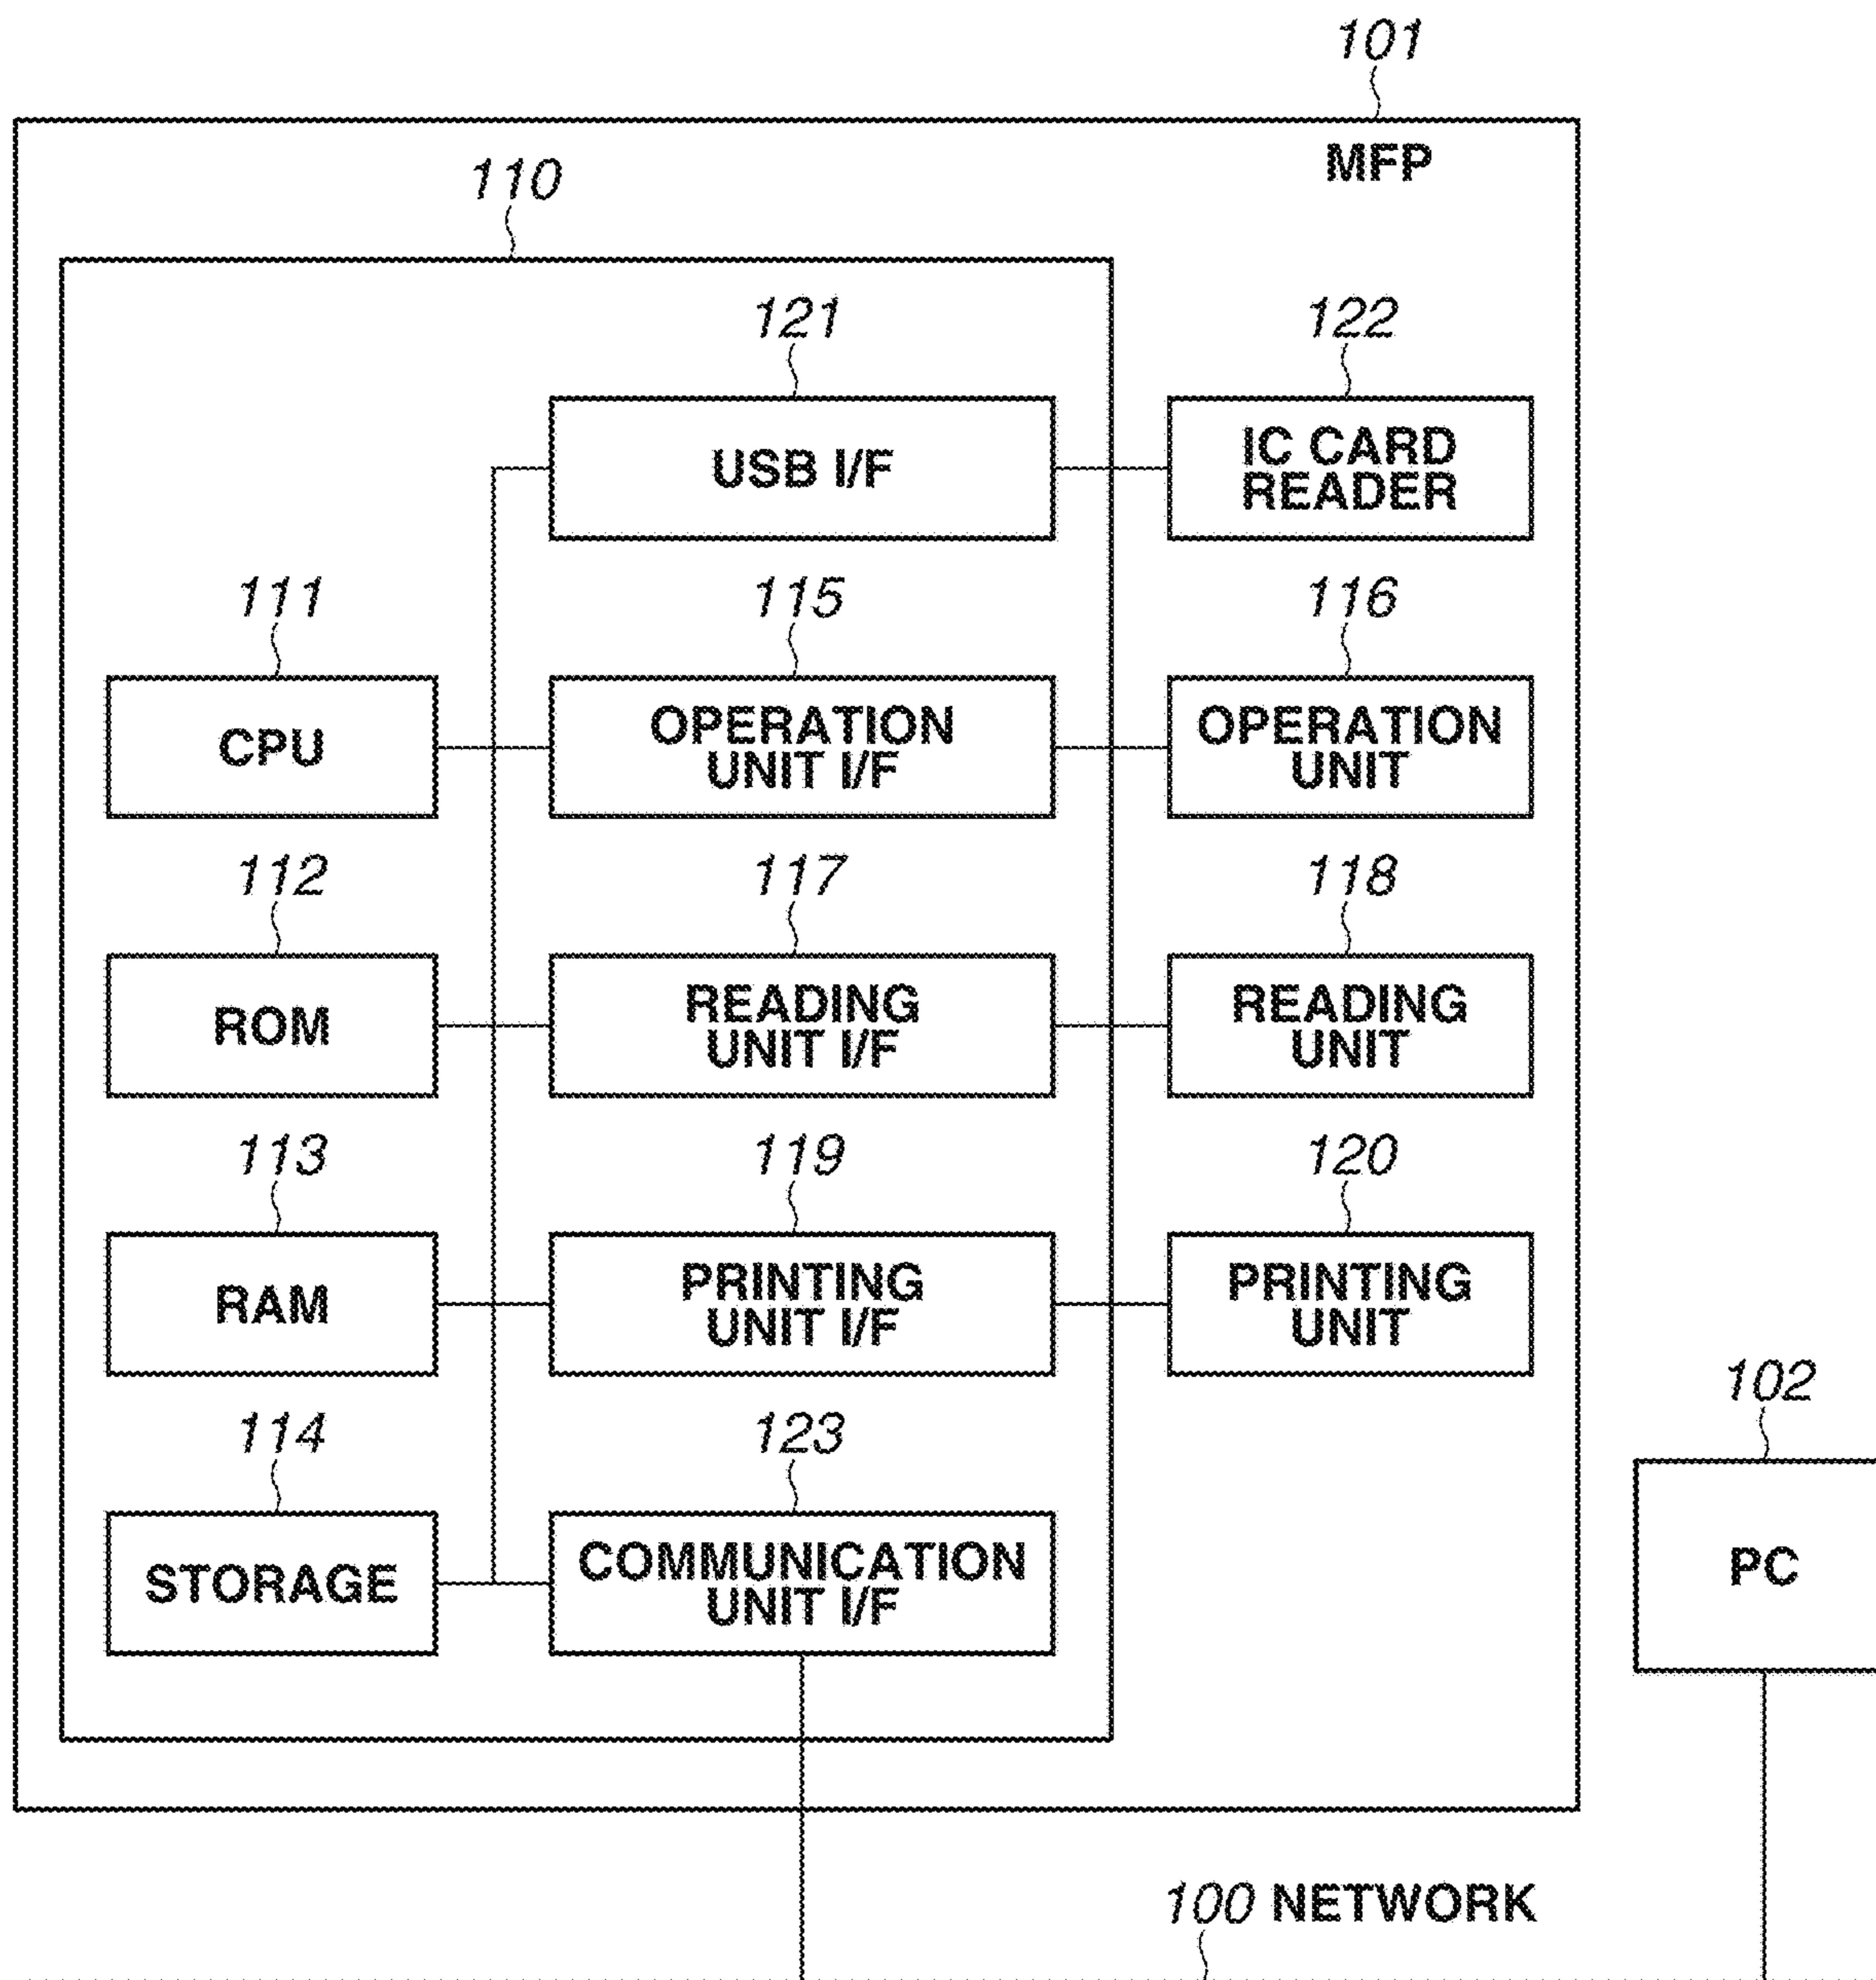 101
MFP
110
121
122
USB I/F
IC CARD
READER
111
115
116
CPU
OPERATION
UNIT I/F
OPERATION
UNIT
112
117
118
ROM
READING
UNIT I/F
READING
UNIT
113
119
120
RAM
PRINTING
UNIT I/F
PRINTING
UNIT
102
114
123
STORAGE
COMMUNICATION
UNIT I/F
PC
100 NETWORK